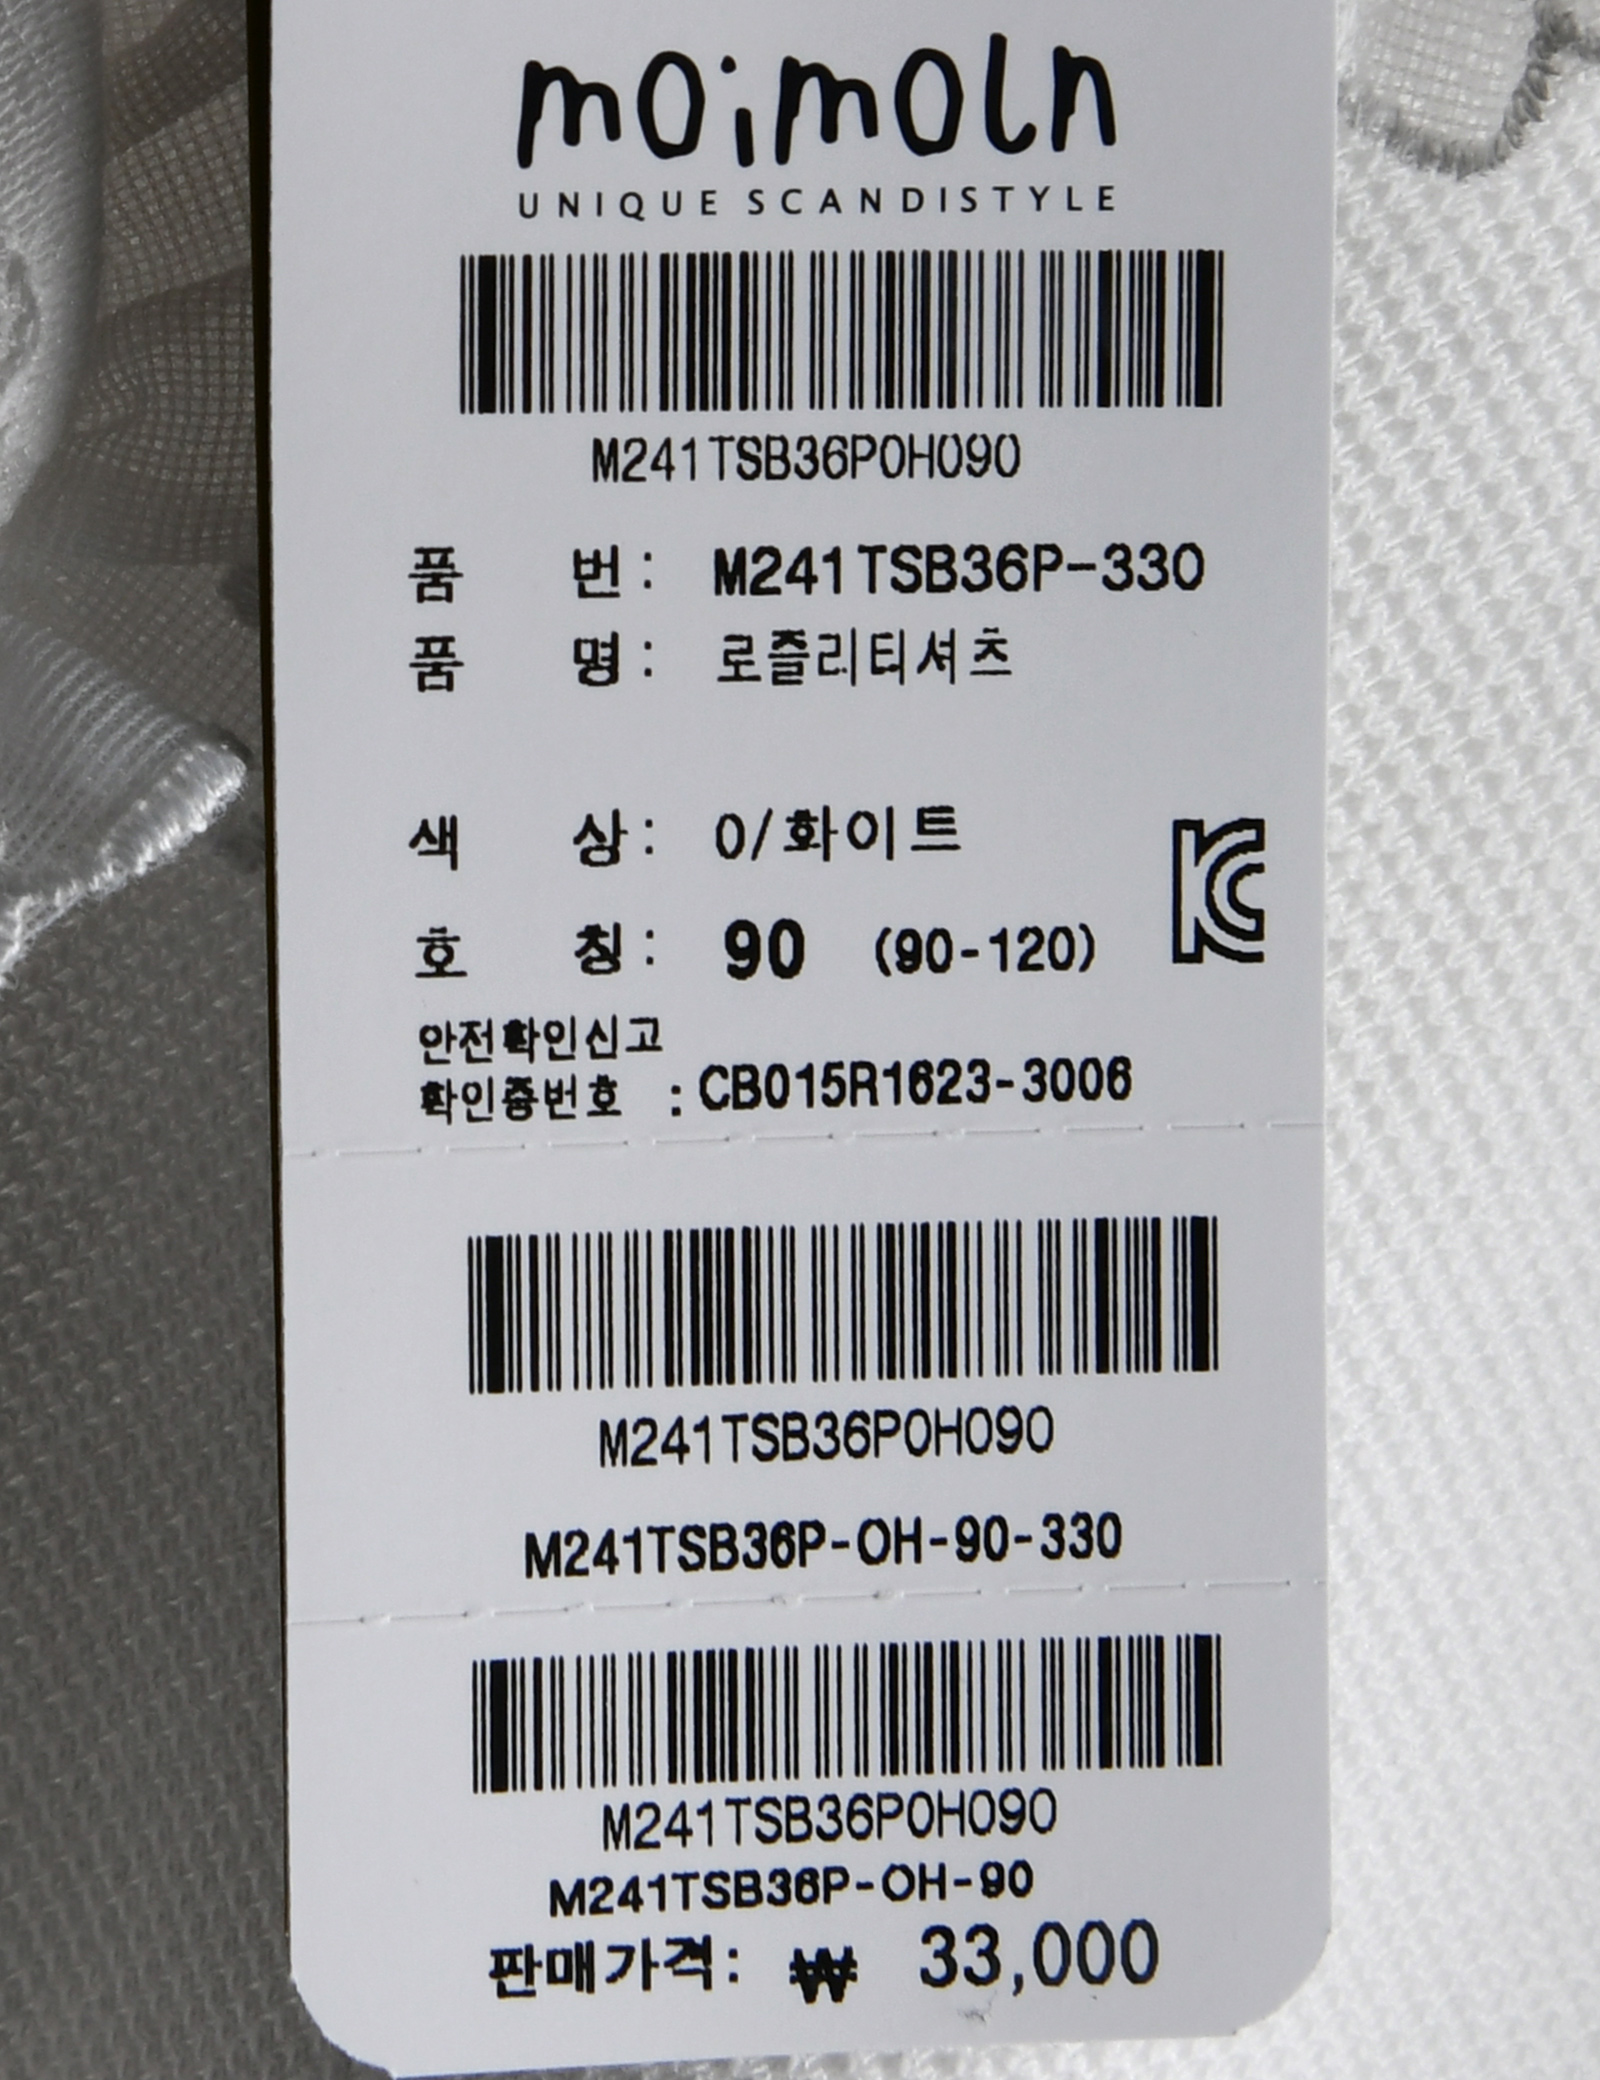 moimoln
UNIQUE SCANDISTYLE
M241TSB36P0H090
품 번 : M241TSB36P-330
품 명 : 로즐리티셔츠
색 상 : 0/화이트
호 칭 : 90 (90-120)
안전확인신고
확인증번호 : CB015R1623-3006
M241TSB36P0H090
M241TSB36P-OH-90-330
M241TSB36P0H090
M241TSB36P-OH-90
판매가격 : ₩ 33,000